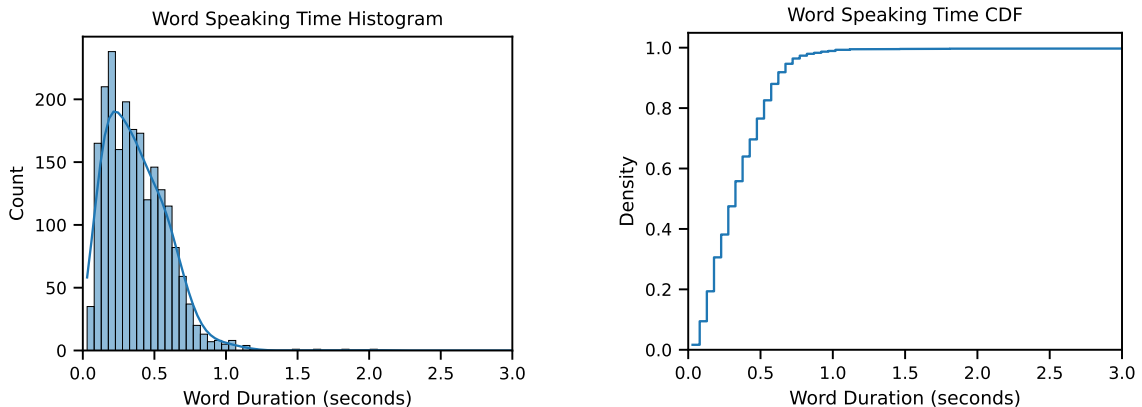 Word Speaking Time Histogram
Count
200
150
100
50
0
0.0 0.5 1.0 1.5 2.0 2.5 3.0
Word Duration (seconds)
Word Speaking Time CDF
Density
1.0
0.8
0.6
0.4
0.2
0.0
0.0 0.5 1.0 1.5 2.0 2.5 3.0
Word Duration (seconds)